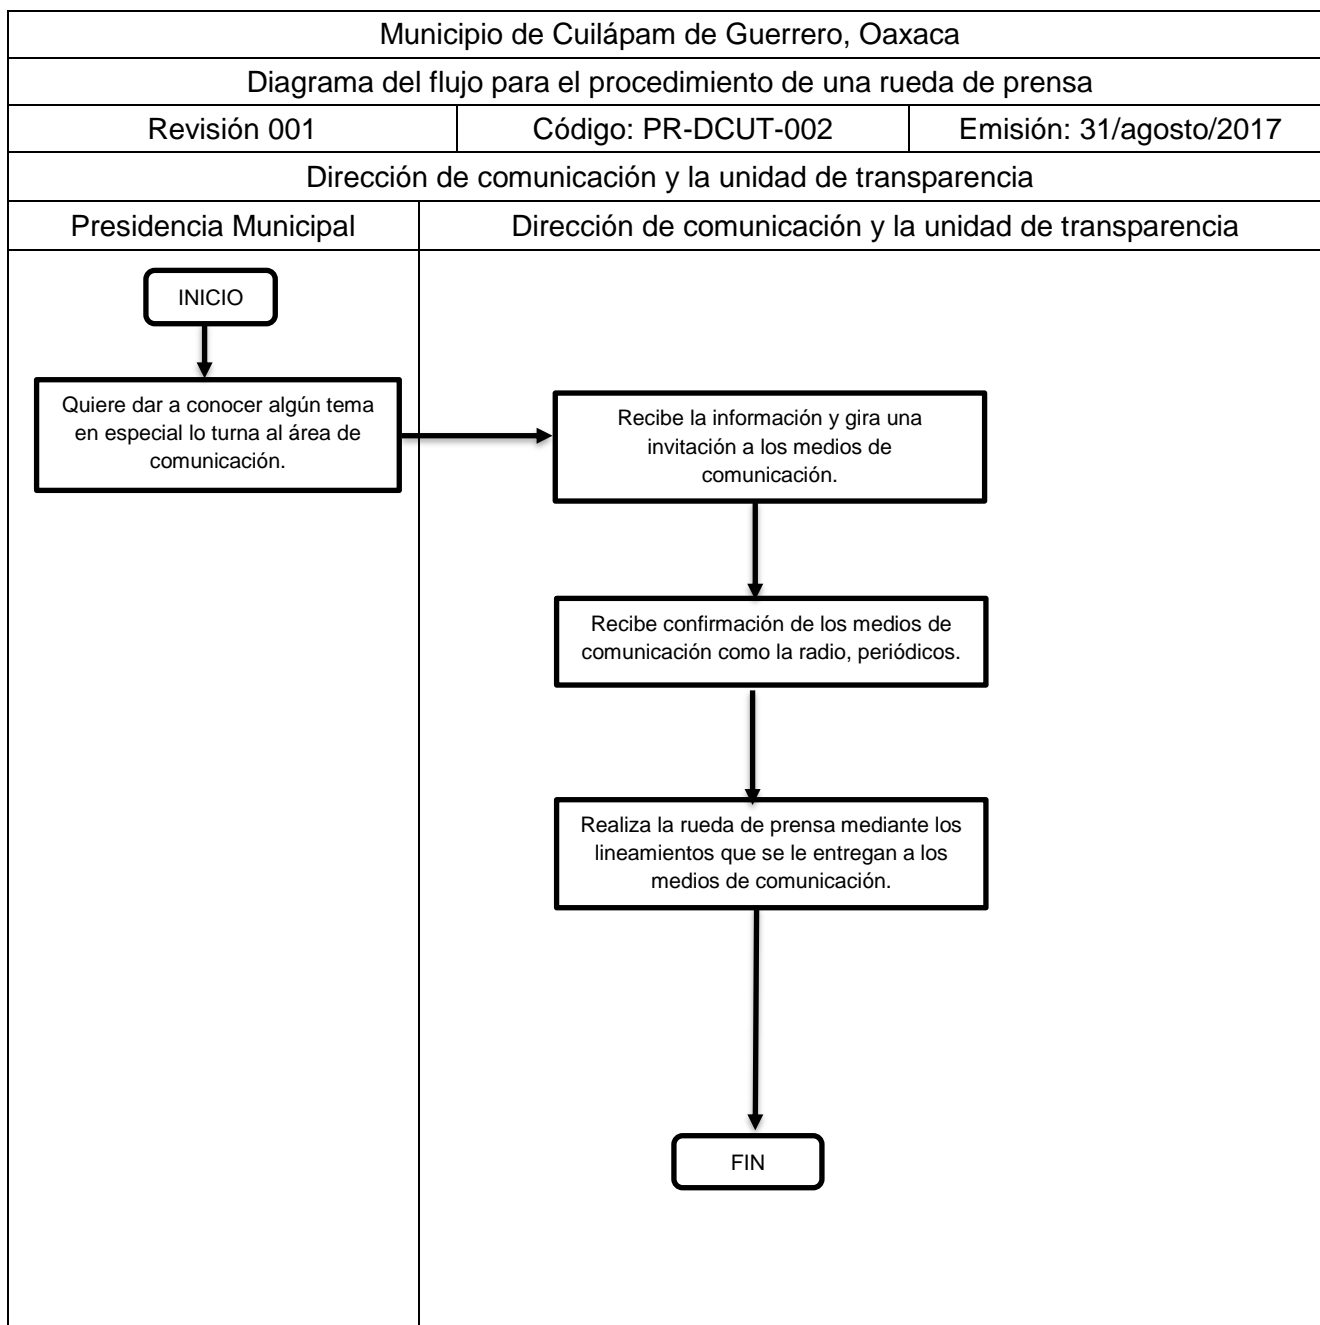 Municipio de Cuilápam de Guerrero, Oaxaca
Diagrama del flujo para el procedimiento de una rueda de prensa
Revisión 001
Código: PR-DCUT-002
Emisión: 31/agosto/2017
Dirección de comunicación y la unidad de transparencia
Presidencia Municipal
Dirección de comunicación y la unidad de transparencia
INICIO
Quiere dar a conocer algún tema
en especial lo turna al área de
comunicación.
Recibe la información y gira una
invitación a los medios de
comunicación.
Recibe confirmación de los medios de
comunicación como la radio, periódicos.
Realiza la rueda de prensa mediante los
lineamientos que se le entregan a los
medios de comunicación.
FIN